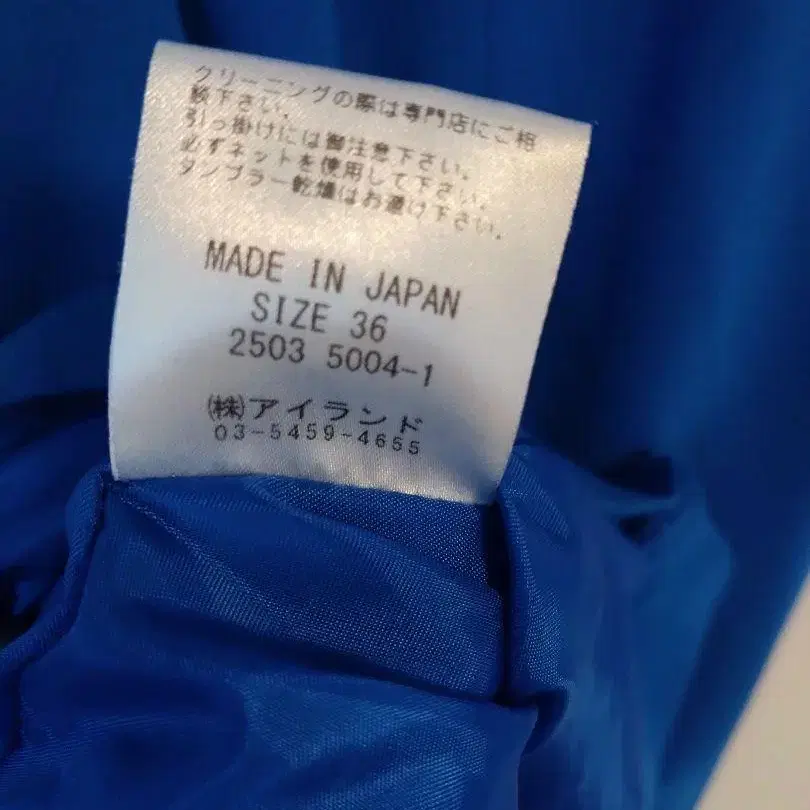 クリーニングの際は専門店にご相
談下さい。
引っ掛けには御注意下さい。
必ずネットを使用して下さい。
タンブラー乾燥はお避け下さい。
MADE IN JAPAN
SIZE 36
2503 5004-1
㈱アイランド
03-5459-4655